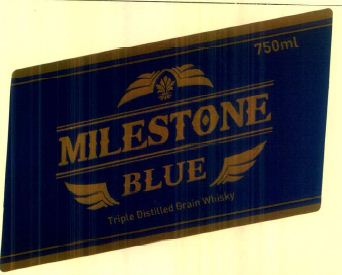 750ml
MILESTONE
BLUE
Triple Distilled Grain Whisky